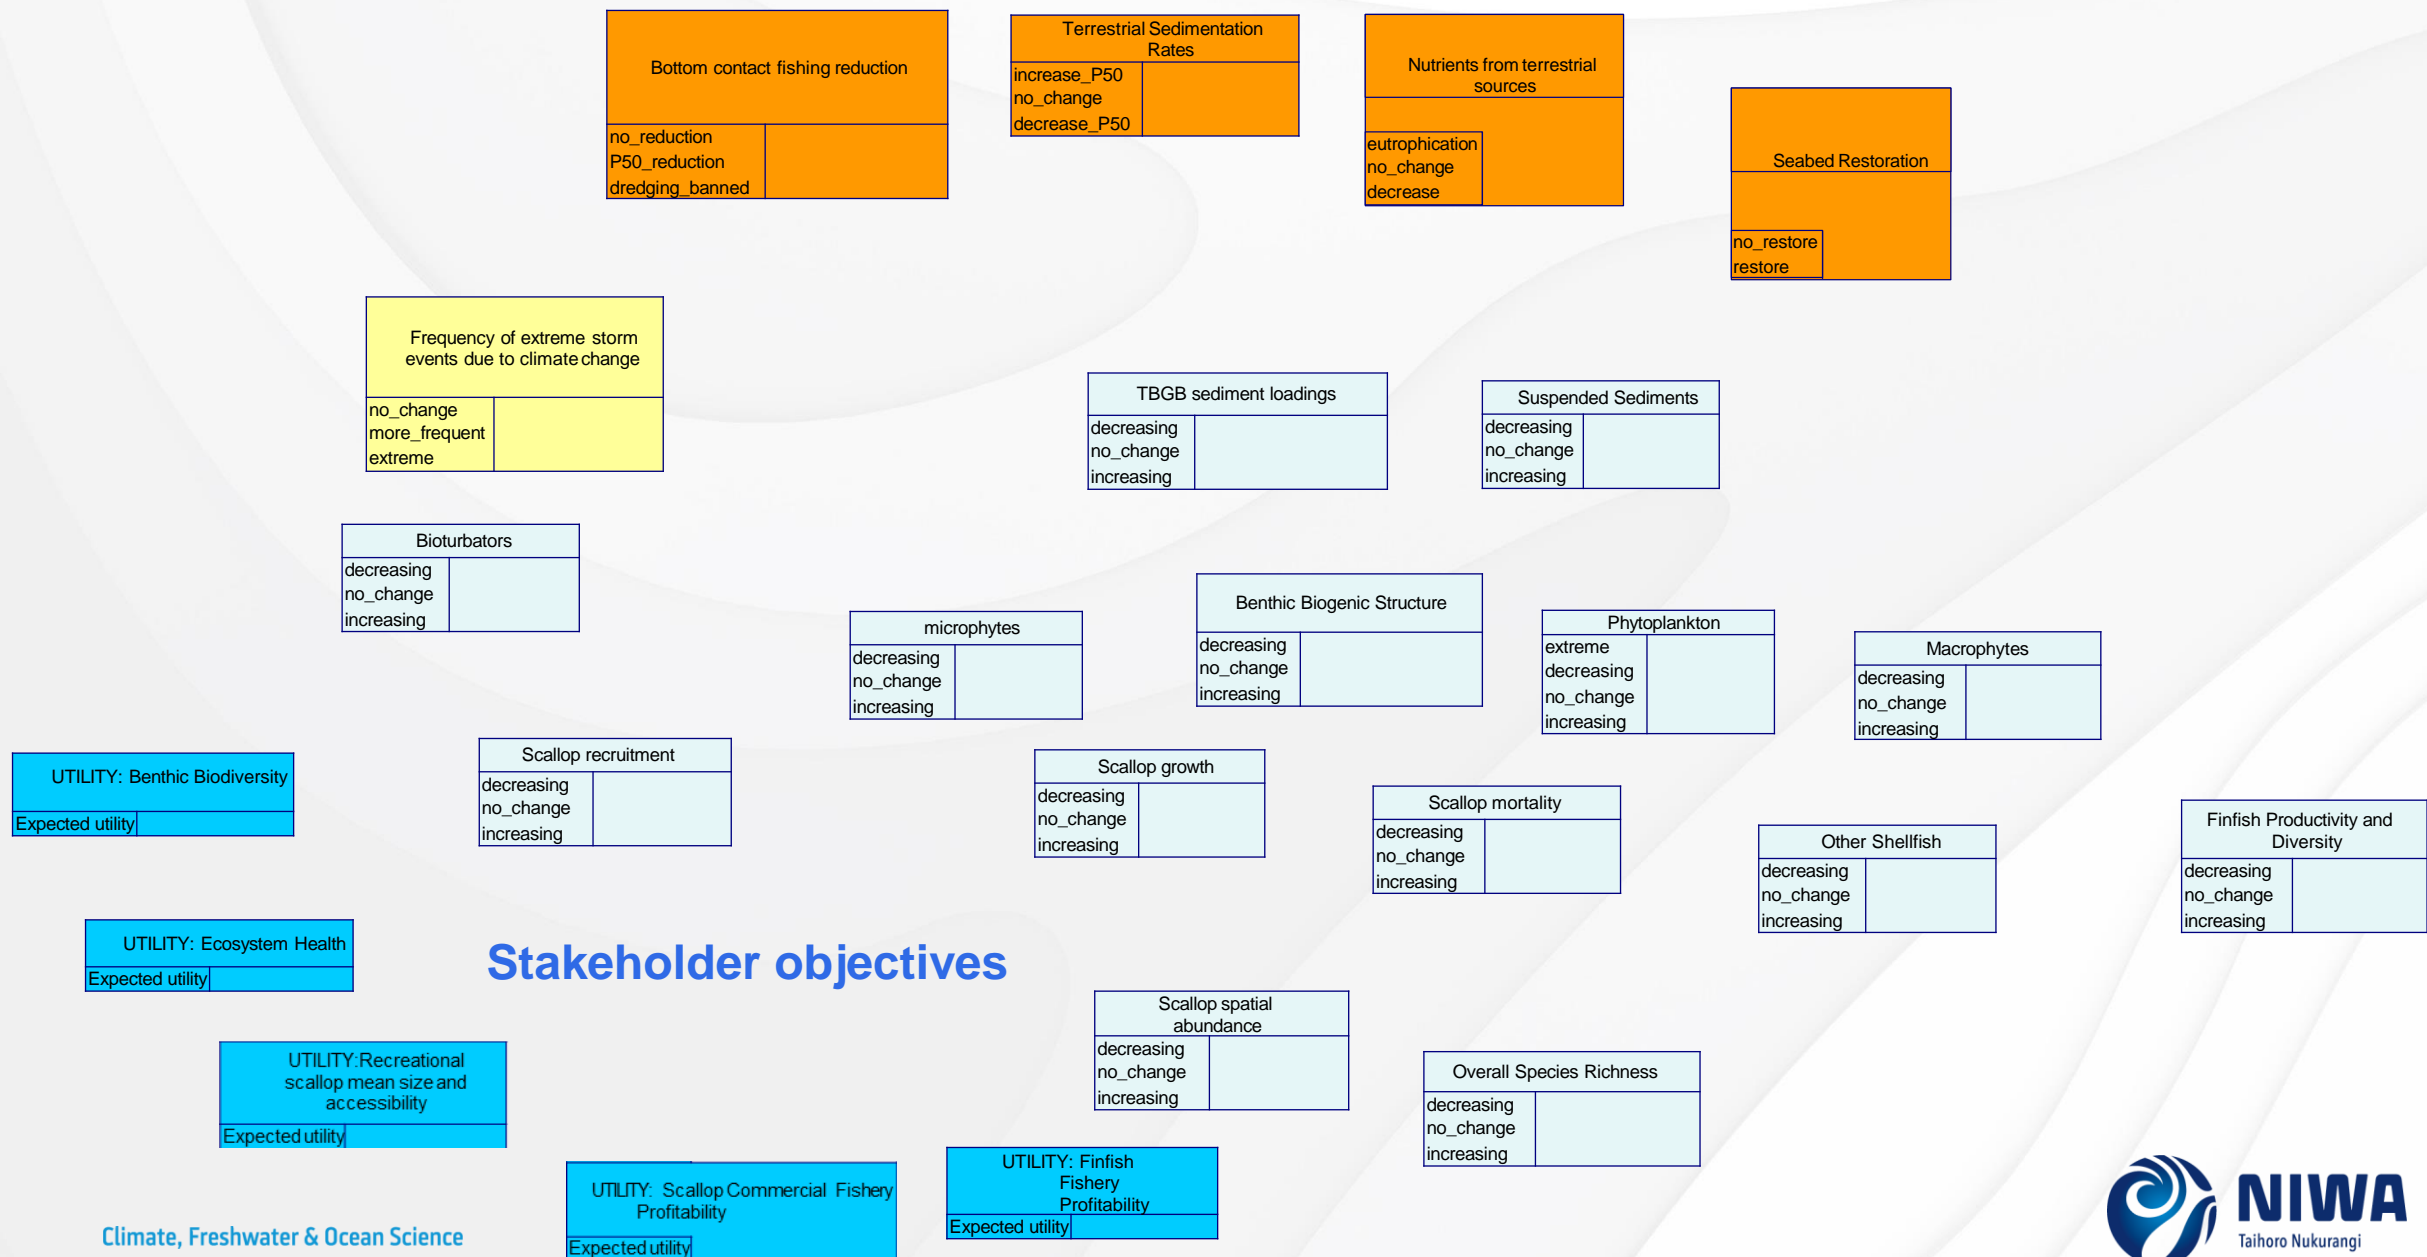 Bottom contact fishing reduction
no_reduction
P50_reduction
dredging_banned
Terrestrial Sedimentation
Rates
increase_P50
no_change
decrease_P50
Nutrients from terrestrial
sources
eutrophication
no_change
decrease
Seabed Restoration
no_restore
restore
Frequency of extreme storm
events due to climate change
no_change
more_frequent
extreme
TBGB sediment loadings
decreasing
no_change
increasing
Suspended Sediments
decreasing
no_change
increasing
Bioturbators
decreasing
no_change
increasing
microphytes
decreasing
no_change
increasing
Benthic Biogenic Structure
decreasing
no_change
increasing
Phytoplankton
extreme
decreasing
no_change
increasing
Macrophytes
decreasing
no_change
increasing
UTILITY: Benthic Biodiversity
Expected utility
Scallop recruitment
decreasing
no_change
increasing
Scallop growth
decreasing
no_change
increasing
Scallop mortality
decreasing
no_change
increasing
Other Shellfish
decreasing
no_change
increasing
Finfish Productivity and
Diversity
decreasing
no_change
increasing
UTILITY: Ecosystem Health
Expected utility
Stakeholder objectives
Scallop spatial
abundance
decreasing
no_change
increasing
UTILITY:Recreational
scallop mean size and
accessibility
Expected utility
Overall Species Richness
decreasing
no_change
increasing
UTILITY: Scallop Commercial Fishery
Profitability
Expected utility
UTILITY: Finfish
Fishery
Profitability
Expected utility
Climate, Freshwater & Ocean Science
NIWA
Taihoro Nukurangi